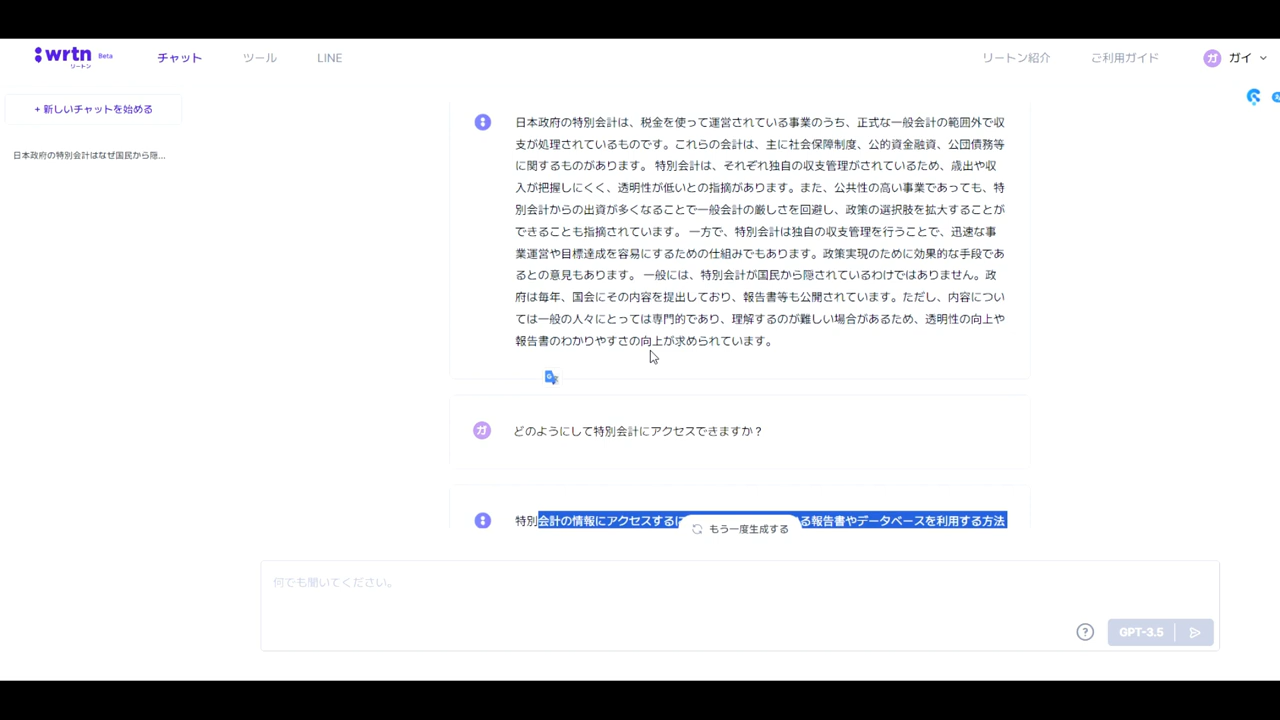 wrtn Beta
リートン
チャット
ツール
LINE
リートン紹介
ご利用ガイド
ガ ガイ
+ 新しいチャットを始める
日本政府の特別会計はなぜ国民から隠...
日本政府の特別会計は、税金を使って運営されている事業のうち、正式な一般会計の範囲外で収
支が処理されているものです。これらの会計は、主に社会保障制度、公的資金融資、公団債務等
に関するものがあります。 特別会計は、それぞれ独自の収支管理がされているため、歳出や収
入が把握しにくく、透明性が低いとの指摘があります。また、公共性の高い事業であっても、特
別会計からの出資が多くなることで一般会計の厳しさを回避し、政策の選択肢を拡大することが
できることも指摘されています。 一方で、特別会計は独自の収支管理を行うことで、迅速な事
業運営や目標達成を容易にするための仕組みでもあります。政策実現のために効果的な手段であ
るとの意見もあります。 一般には、特別会計が国民から隠されているわけではありません。政
府は毎年、国会にその内容を提出しており、報告書等も公開されています。ただし、内容につい
ては一般の人々にとっては専門的であり、理解するのが難しい場合があるため、透明性の向上や
報告書のわかりやすさの向上が求められています。
ガ どのようにして特別会計にアクセスできますか？
特別会計の情報にアクセスするに る報告書やデータベースを利用する方法
もう一度生成する
何でも聞いてください。
GPT-3.5